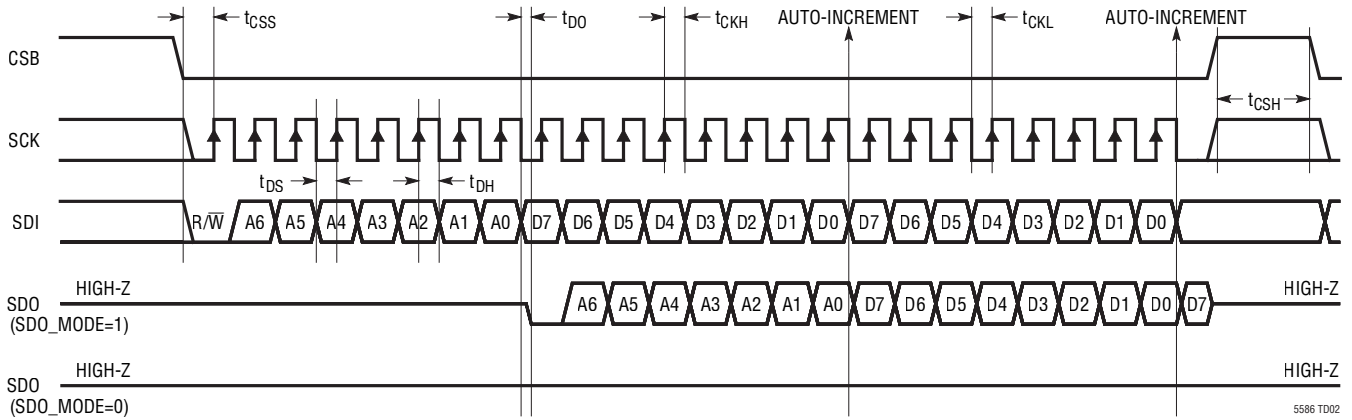 tCSS tDO tCKH AUTO-INCREMENT tCKL AUTO-INCREMENT
CSB
tCSH
SCK
tDS tDH
SDI R/W̅ A6 A5 A4 A3 A2 A1 A0 D7 D6 D5 D4 D3 D2 D1 D0 D7 D6 D5 D4 D3 D2 D1 D0
HIGH-Z HIGH-Z
SDO A6 A5 A4 A3 A2 A1 A0 D7 D6 D5 D4 D3 D2 D1 D0 D7
(SDO_MODE=1)
HIGH-Z HIGH-Z
SDO
(SDO_MODE=0)
5586 TD02